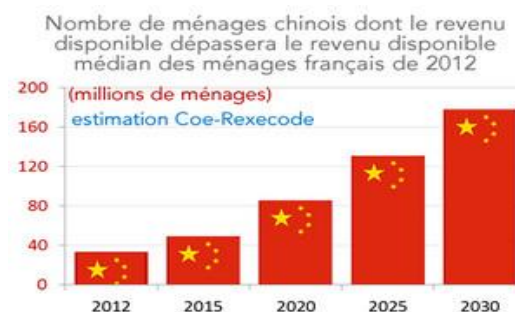 Nombre de ménages chinois dont le revenu
disponible dépassera le revenu disponible
médian des ménages français de 2012
200
(millions de ménages)
estimation Coe-Rexecode
160
120
80
40
0
2012 2015 2020 2025 2030